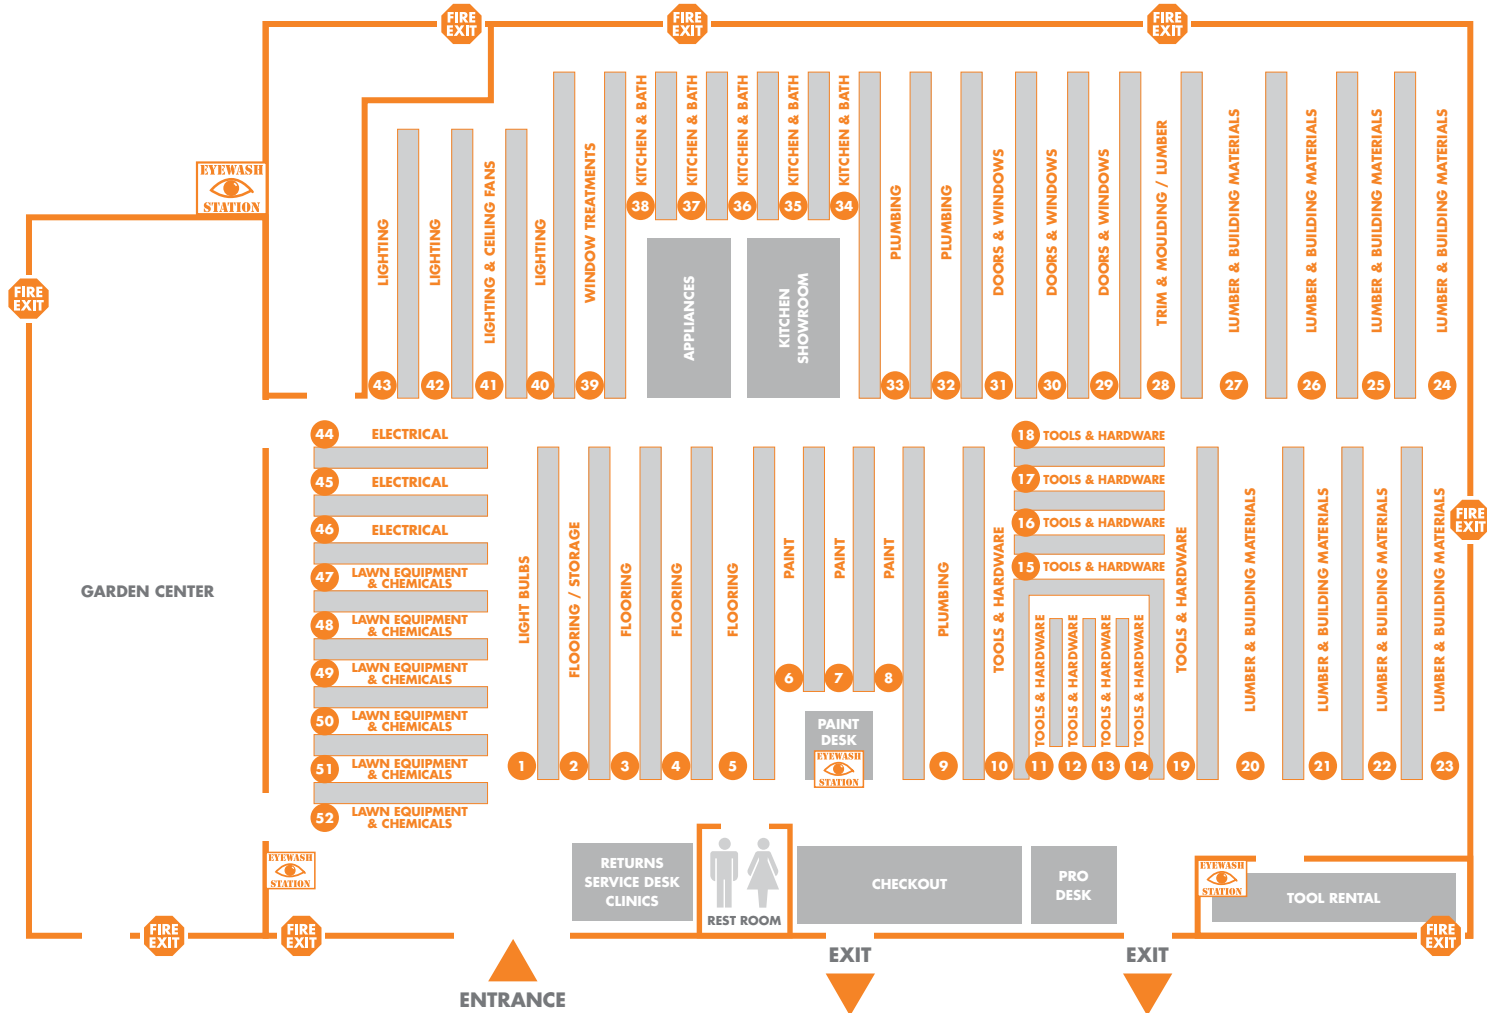 FIRE
EXIT
FIRE
EXIT
FIRE
EXIT
EYEWASH
STATION
FIRE
EXIT
LIGHTING
43
LIGHTING
42
LIGHTING & CEILING FANS
41
LIGHTING
40
WINDOW TREATMENTS
39
KITCHEN & BATH
38
KITCHEN & BATH
37
KITCHEN & BATH
36
KITCHEN & BATH
35
KITCHEN & BATH
34
APPLIANCES
KITCHEN
SHOWROOM
PLUMBING
33
PLUMBING
32
DOORS & WINDOWS
31
DOORS & WINDOWS
30
DOORS & WINDOWS
29
TRIM & MOULDING / LUMBER
28
LUMBER & BUILDING MATERIALS
27
LUMBER & BUILDING MATERIALS
26
LUMBER & BUILDING MATERIALS
25
LUMBER & BUILDING MATERIALS
24
GARDEN CENTER
44 ELECTRICAL
45 ELECTRICAL
46 ELECTRICAL
47 LAWN EQUIPMENT
& CHEMICALS
48 LAWN EQUIPMENT
& CHEMICALS
49 LAWN EQUIPMENT
& CHEMICALS
50 LAWN EQUIPMENT
& CHEMICALS
51 LAWN EQUIPMENT
& CHEMICALS
52 LAWN EQUIPMENT
& CHEMICALS
LIGHT BULBS
1
FLOORING / STORAGE
2
FLOORING
3
FLOORING
4
FLOORING
5
PAINT
6
PAINT
7
PAINT
8
PAINT
DESK
EYEWASH
STATION
PLUMBING
9
TOOLS & HARDWARE
10
18 TOOLS & HARDWARE
17 TOOLS & HARDWARE
16 TOOLS & HARDWARE
15 TOOLS & HARDWARE
TOOLS & HARDWARE
11
TOOLS & HARDWARE
12
TOOLS & HARDWARE
13
TOOLS & HARDWARE
14
TOOLS & HARDWARE
19
LUMBER & BUILDING MATERIALS
20
LUMBER & BUILDING MATERIALS
21
LUMBER & BUILDING MATERIALS
22
LUMBER & BUILDING MATERIALS
23
FIRE
EXIT
EYEWASH
STATION
RETURNS
SERVICE DESK
CLINICS
REST ROOM
CHECKOUT
PRO
DESK
EYEWASH
STATION
TOOL RENTAL
FIRE
EXIT
FIRE
EXIT
FIRE
EXIT
ENTRANCE
EXIT
EXIT